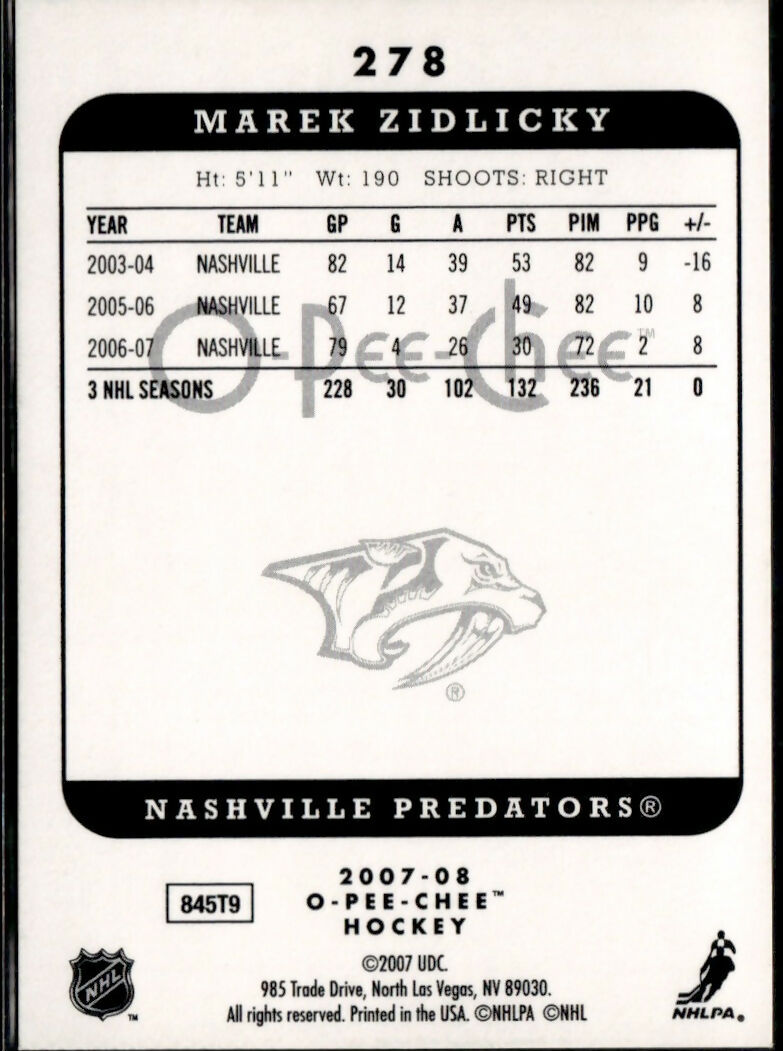 278
MAREK ZIDLICKY
Ht: 5'11" Wt: 190 SHOOTS: RIGHT
YEAR TEAM GP G A PTS PIM PPG +/-
2003-04 NASHVILLE 82 14 39 53 82 9 -16
2005-06 NASHVILLE 67 12 37 49 82 10 8
2006-07 NASHVILLE 79 4 26 30 72 2 8
O-PEE-CHEE™
3 NHL SEASONS 228 30 102 132 236 21 0
®
NASHVILLE PREDATORS®
845T9
2007-08
O-PEE-CHEE™
HOCKEY
©2007 UDC.
985 Trade Drive, North Las Vegas, NV 89030.
All rights reserved. Printed in the USA. ©NHLPA ©NHL
NHL™
NHLPA®